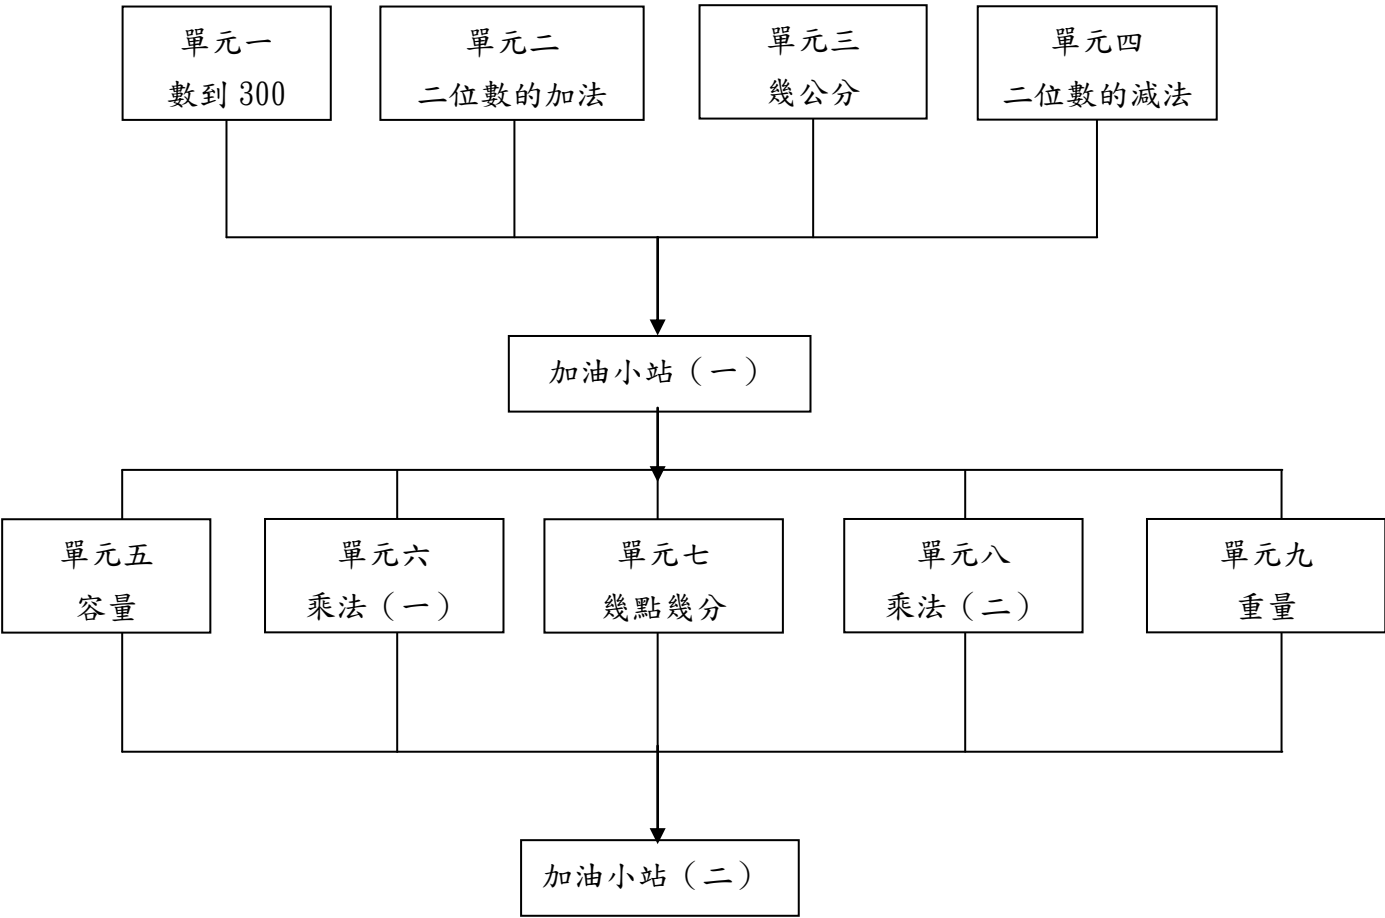 單元一
數到 300
單元二
二位數的加法
單元三
幾公分
單元四
二位數的減法
加油小站（一）
單元五
容量
單元六
乘法（一）
單元七
幾點幾分
單元八
乘法（二）
單元九
重量
加油小站（二）